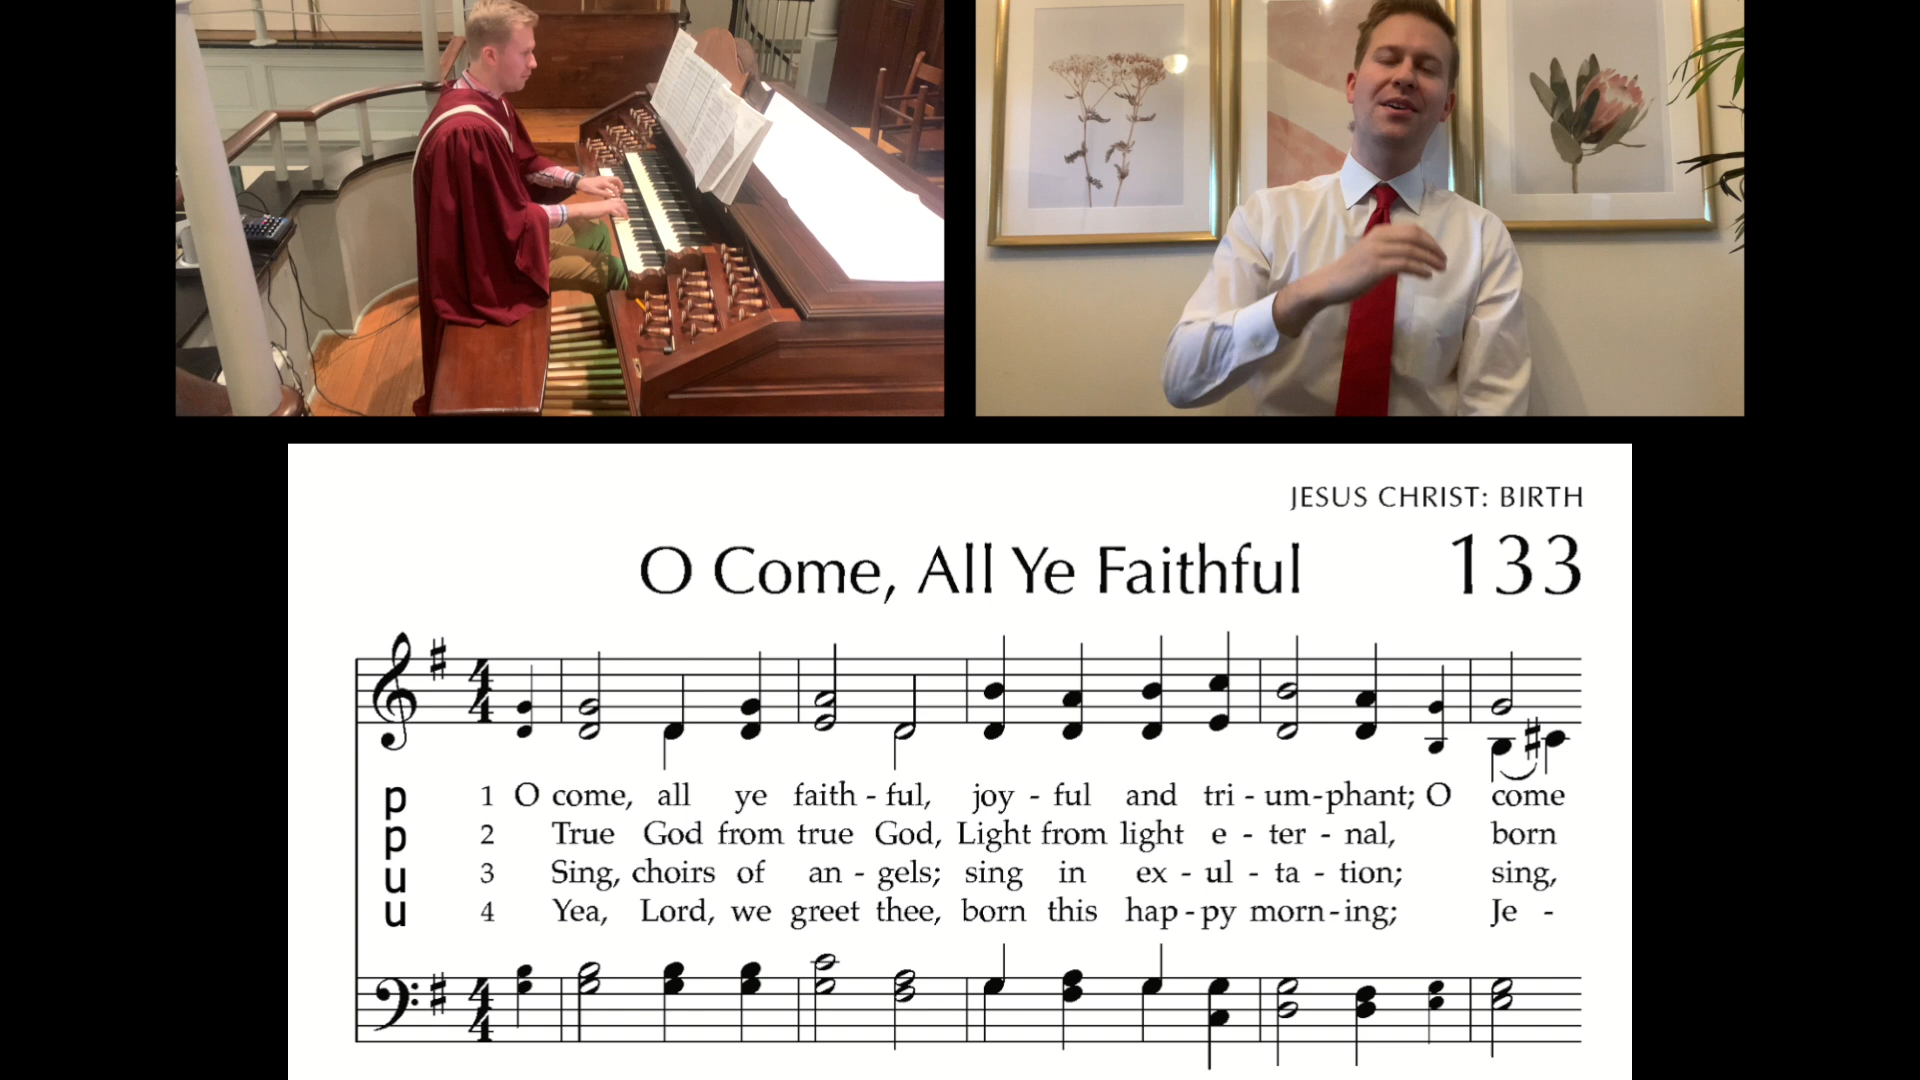 JESUS CHRIST: BIRTH
O Come, All Ye Faithful 133
p 1 O come, all ye faith - ful, joy - ful and tri - um - phant; O come
p 2 True God from true God, Light from light e - ter - nal, born
u 3 Sing, choirs of an - gels; sing in ex - ul - ta - tion; sing,
u 4 Yea, Lord, we greet thee, born this hap - py morn - ing; Je -